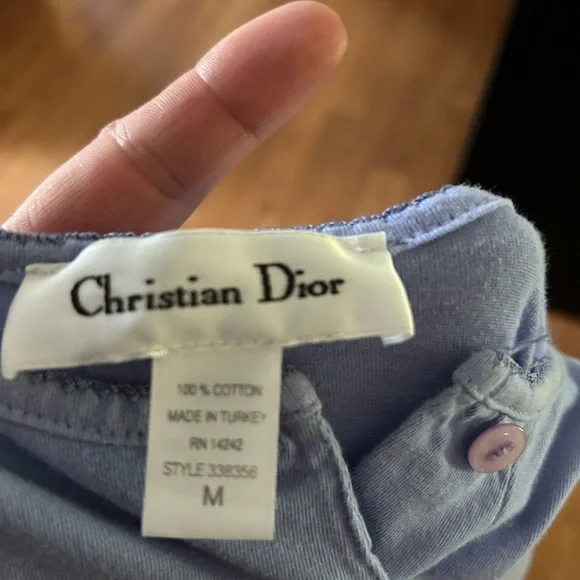 Christian Dior
100 % COTTON
MADE IN TURKEY
RN 14242
STYLE 338356
M